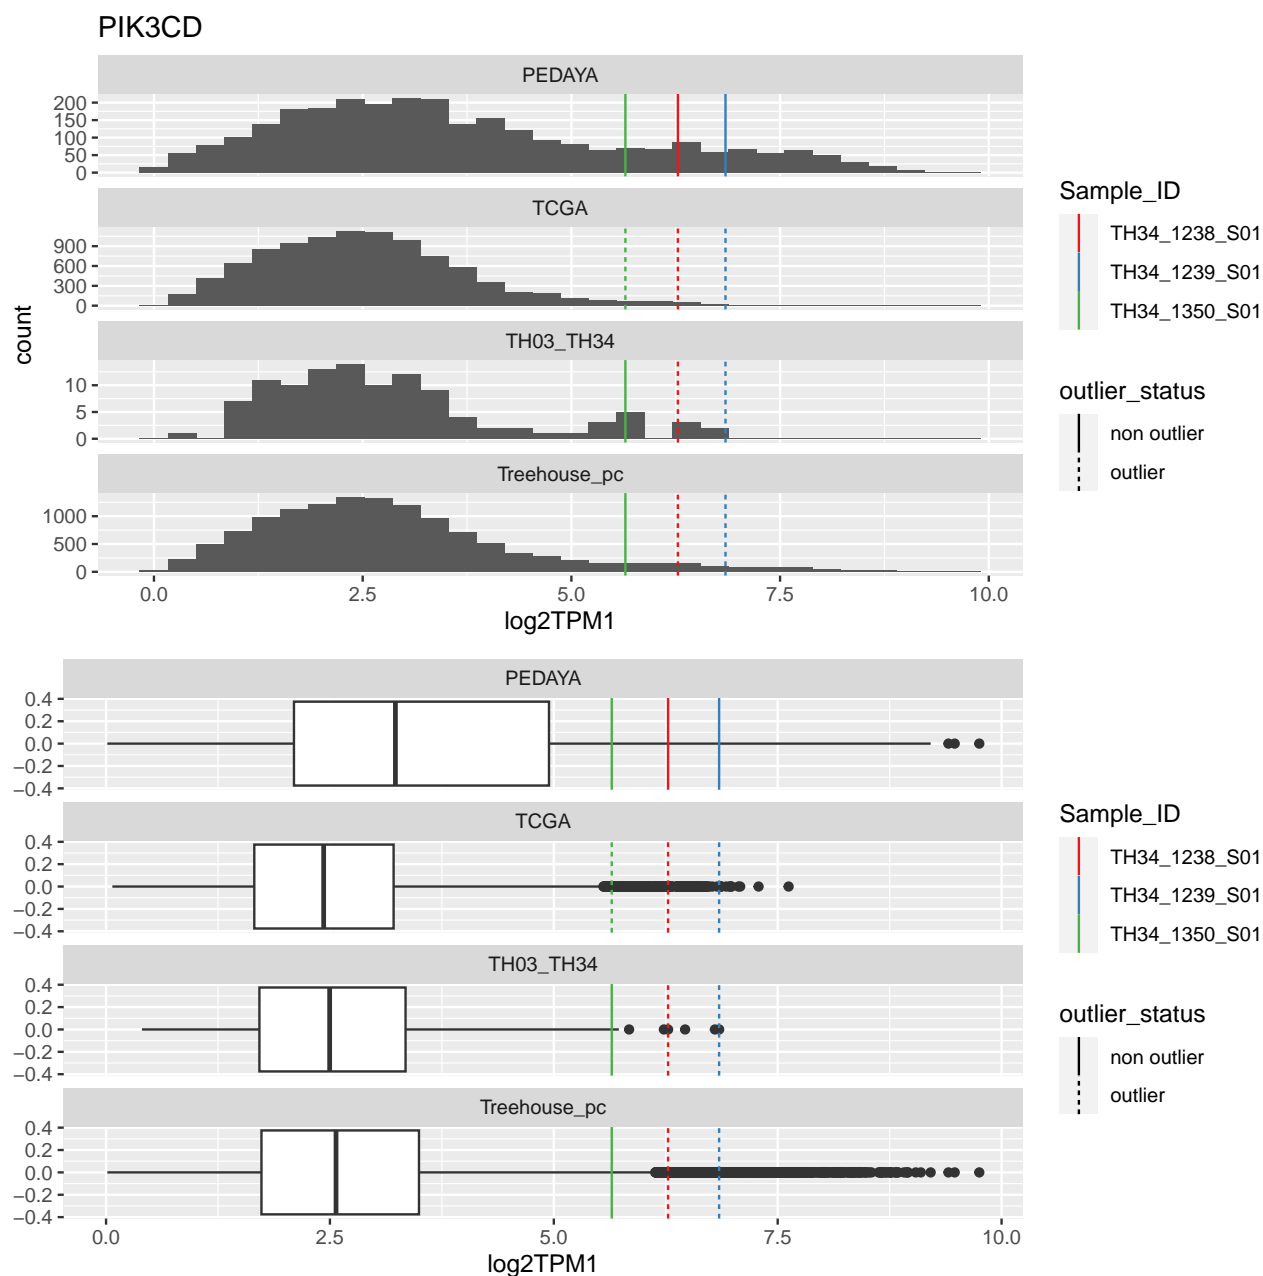 PIK3CD
PEDAYA
200
150
100
50
0
TCGA
900
600
300
0
TH03_TH34
10
5
0
Treehouse_pc
1000
500
0
count
0.0 2.5 5.0 7.5 10.0
log2TPM1
Sample_ID
TH34_1238_S01
TH34_1239_S01
TH34_1350_S01
outlier_status
non outlier
outlier
PEDAYA
0.4
0.2
0.0
−0.2
−0.4
TCGA
0.4
0.2
0.0
−0.2
−0.4
TH03_TH34
0.4
0.2
0.0
−0.2
−0.4
Treehouse_pc
0.4
0.2
0.0
−0.2
−0.4
0.0 2.5 5.0 7.5 10.0
log2TPM1
Sample_ID
TH34_1238_S01
TH34_1239_S01
TH34_1350_S01
outlier_status
non outlier
outlier